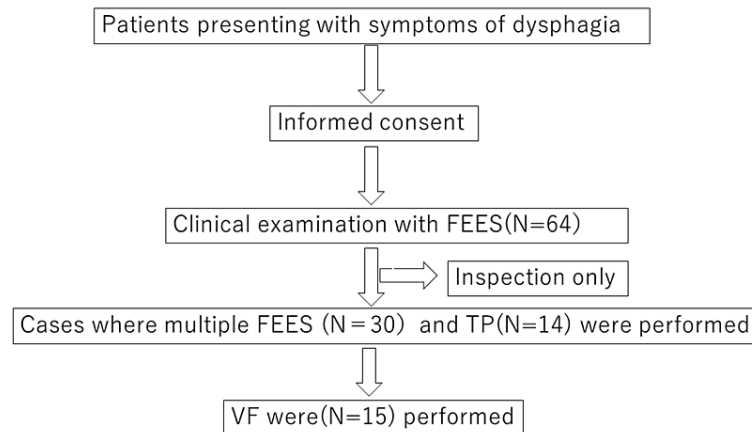 Patients presenting with symptoms of dysphagia
Informed consent
Clinical examination with FEES(N=64)
Inspection only
Cases where multiple FEES (N=30) and TP(N=14) were performed
VF were(N=15) performed